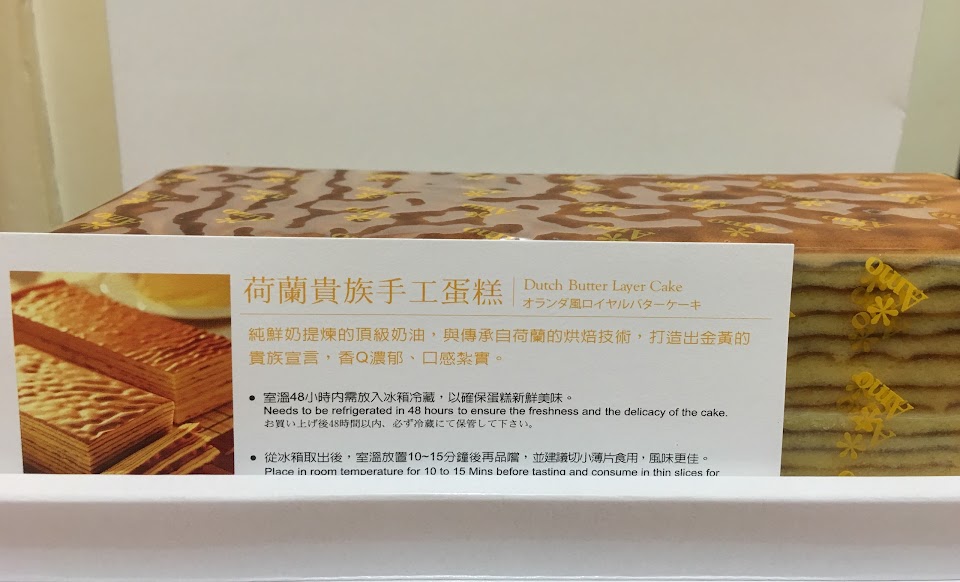 荷蘭貴族手工蛋糕
Dutch Butter Layer Cake
オランダ風ロイヤルバターケーキ
純鮮奶提煉的頂級奶油，與傳承自荷蘭的烘焙技術，打造出金黃的
貴族宣言，香Q濃郁、口感紮實。
● 室溫48小時內需放入冰箱冷藏，以確保蛋糕新鮮美味。
Needs to be refrigerated in 48 hours to ensure the freshness and the delicacy of the cake.
お買い上げ後48時間以内、必ず冷蔵にて保管して下さい。
● 從冰箱取出後，室溫放置10~15分鐘後再品嚐，並建議切小薄片食用，風味更佳。
Place in room temperature for 10 to 15 Mins before tasting and consume in thin slices for
Amo
Amo